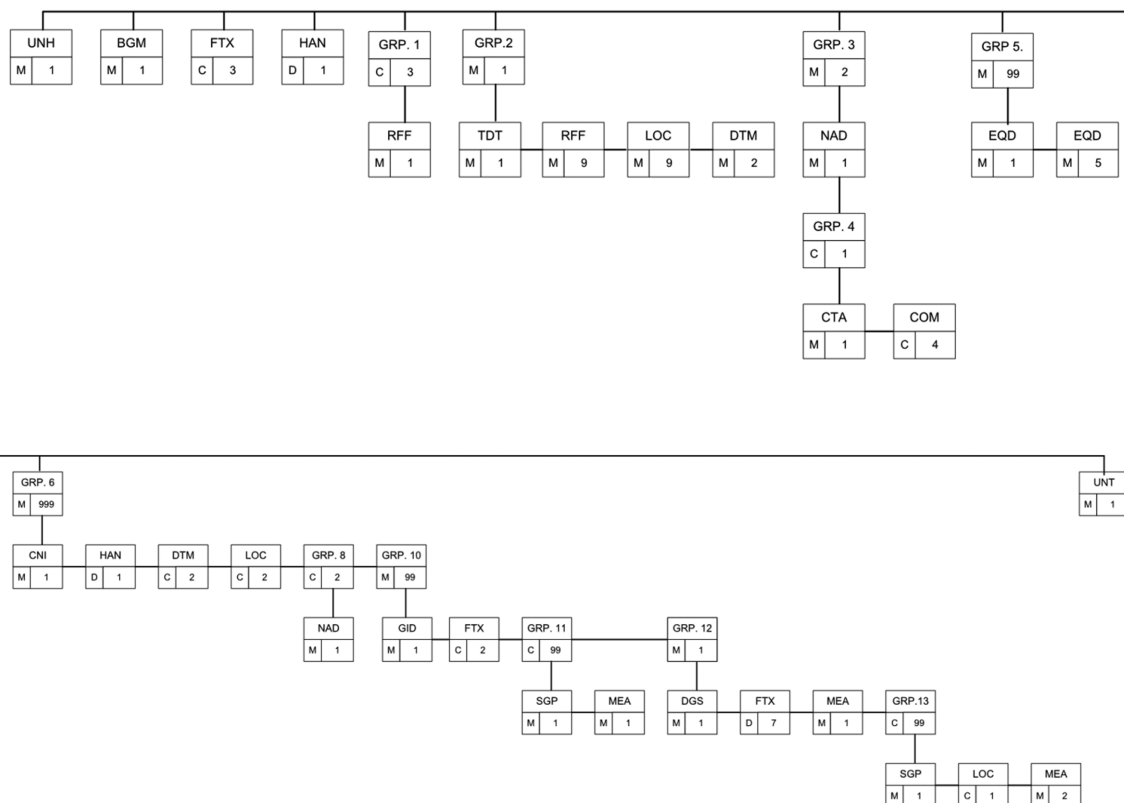 UNH BGM FTX HAN GRP. 1 GRP.2 GRP. 3 GRP 5.
M 1 M 1 C 3 D 1 C 3 M 1 M 2 M 99
RFF TDT RFF LOC DTM NAD EQD EQD
M 1 M 1 M 9 M 9 M 2 M 1 M 1 M 5
GRP. 4
C 1
CTA COM
M 1 C 4
GRP. 6 UNT
M 999 M 1
CNI HAN DTM LOC GRP. 8 GRP. 10
M 1 D 1 C 2 C 2 C 2 M 99
NAD GID FTX GRP. 11 GRP. 12
M 1 M 1 C 2 C 99 M 1
SGP MEA DGS FTX MEA GRP.13
M 1 M 1 M 1 D 7 M 1 C 99
SGP LOC MEA
M 1 C 1 M 2